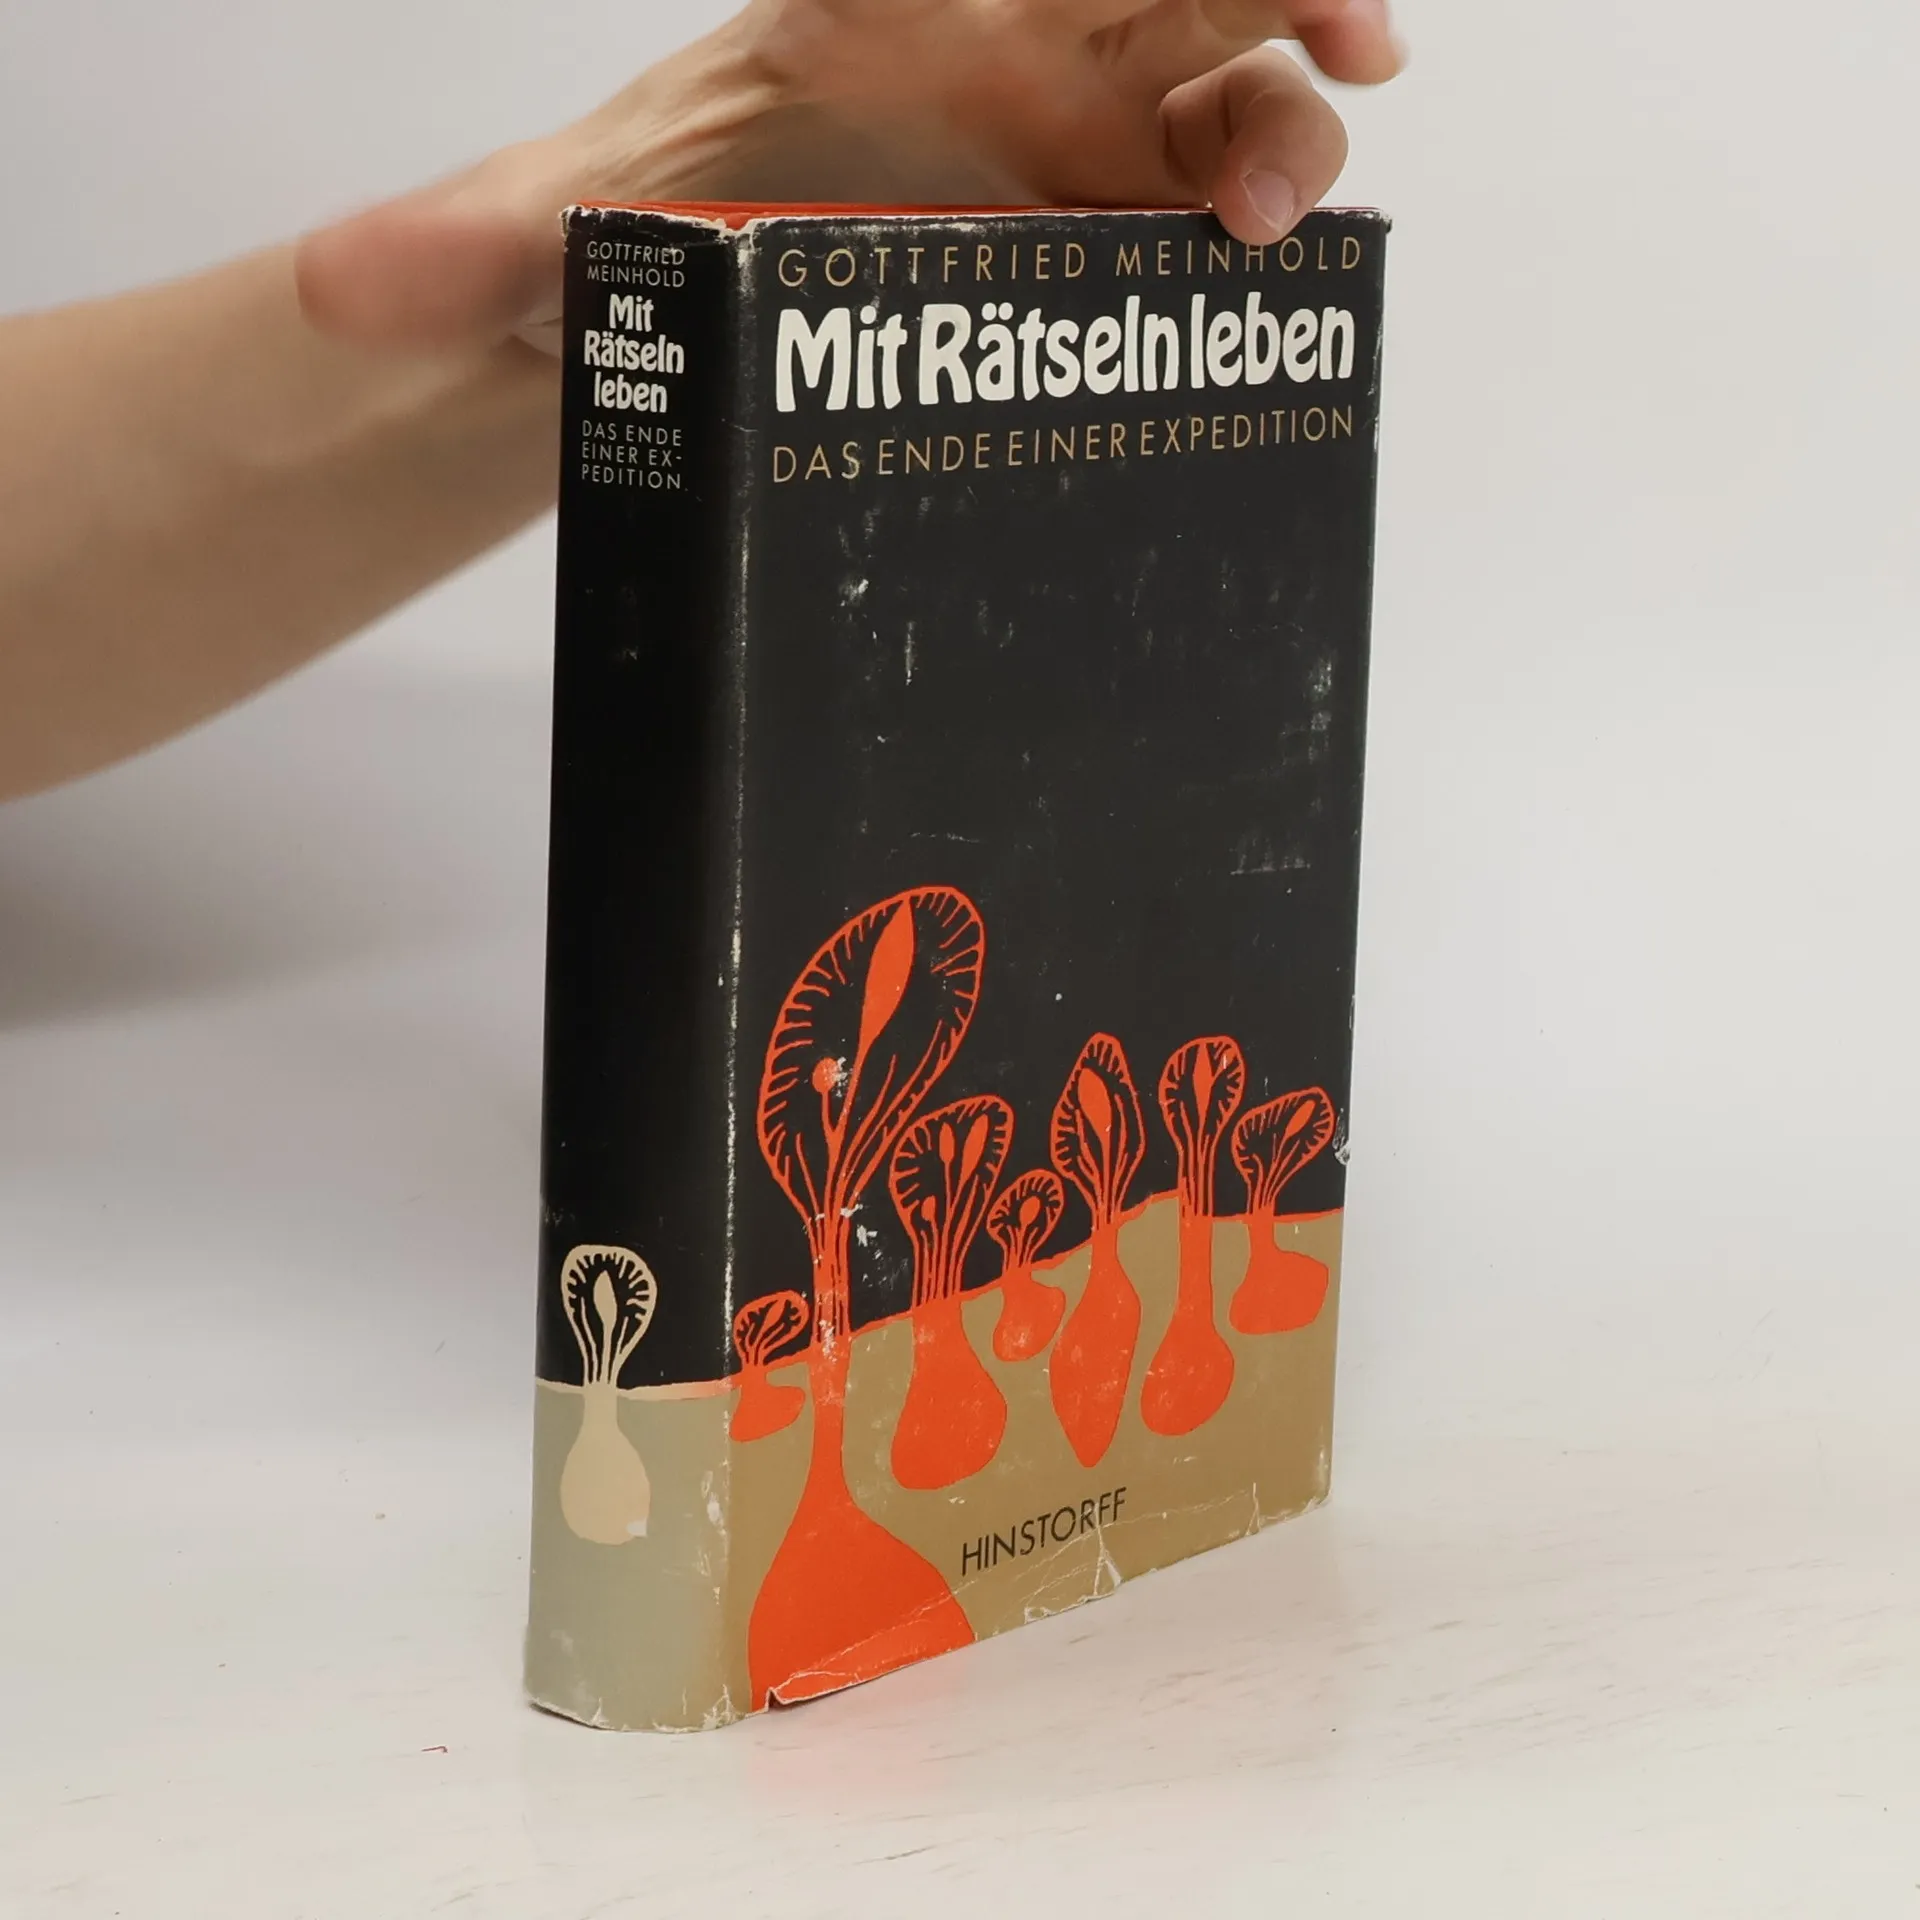 GOTTFRIED
MEINHOLD
Mit
Rätseln
leben
DAS ENDE
EINER EX-
PEDITION
GOTTFRIED MEINHOLD
Mit Rätseln leben
DAS ENDE EINER EXPEDITION
HINSTORFF